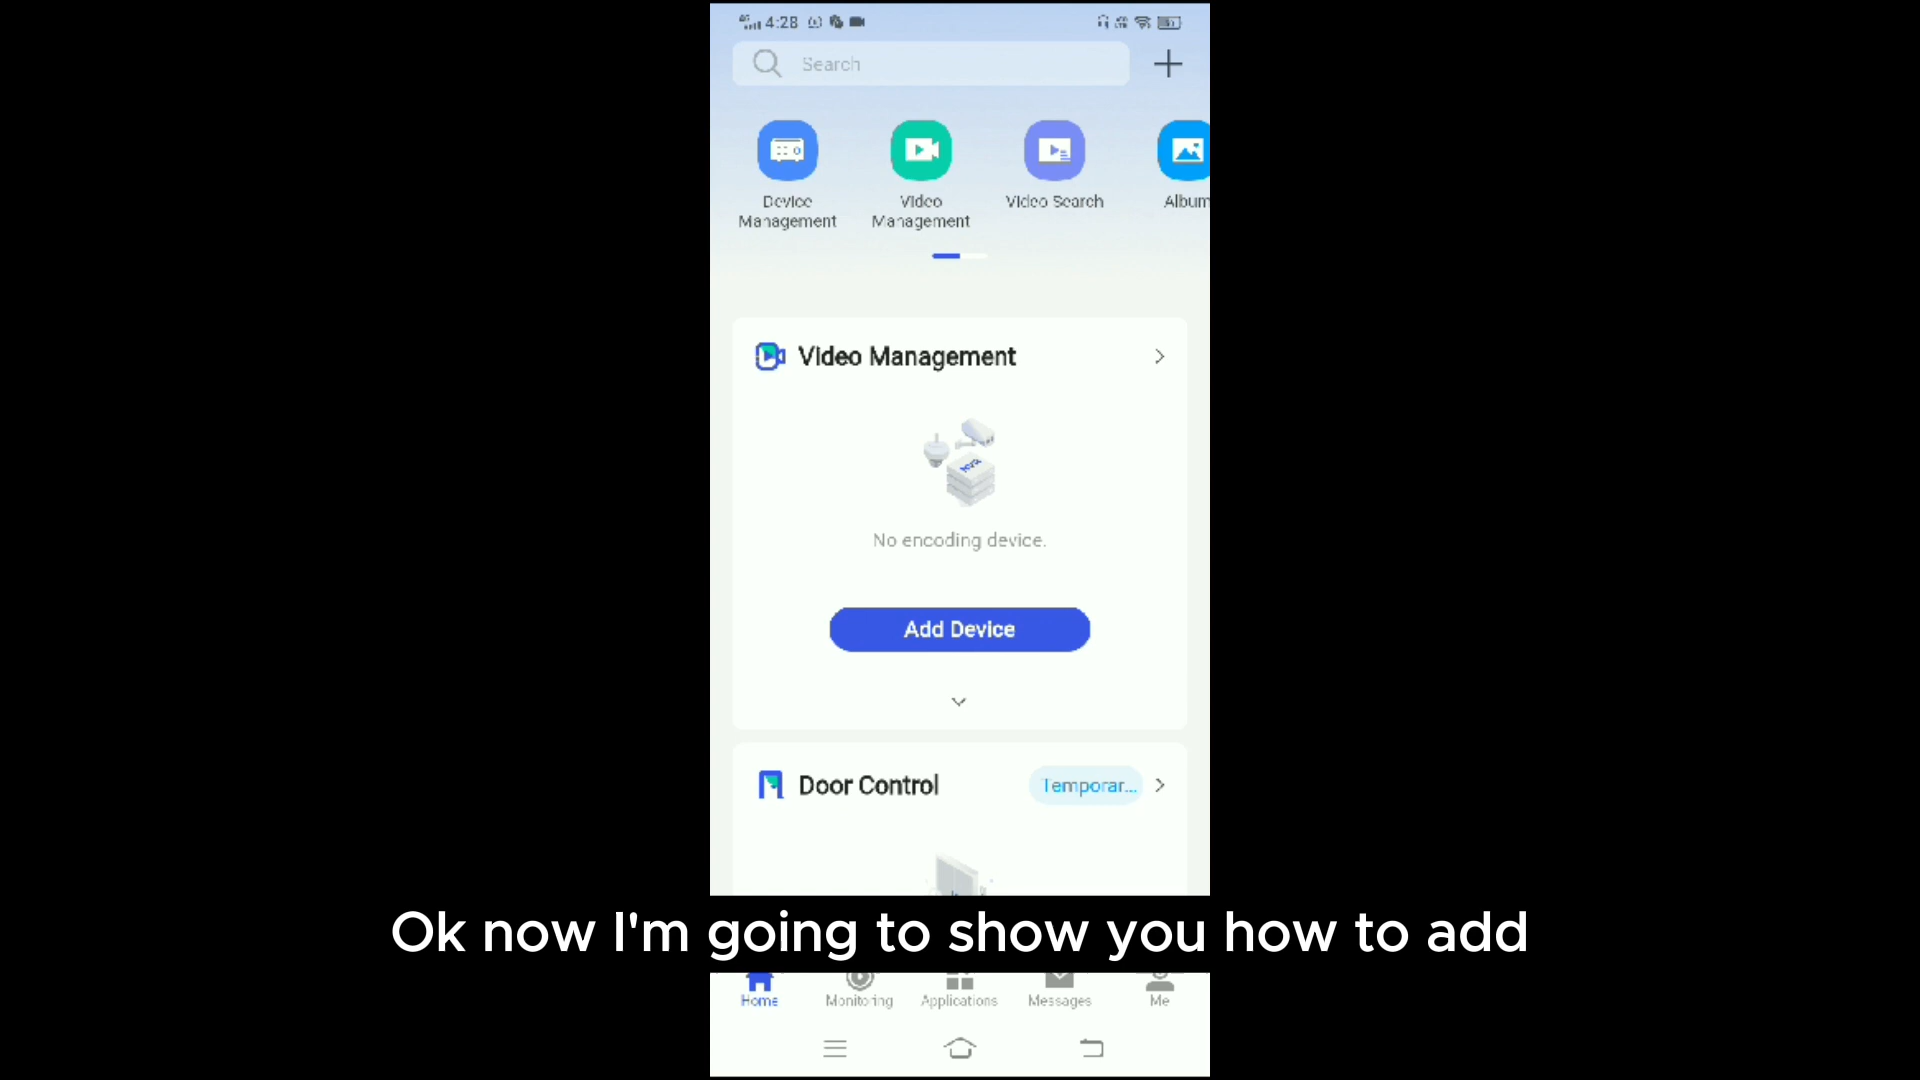 4:28
Search
Device
Management
Video
Management
Video Search
Album
Video Management
NVR
No encoding device.
Add Device
Door Control
Temporar...
Ok now I'm going to show you how to add
Home
Monitoring
Applications
Messages
Me